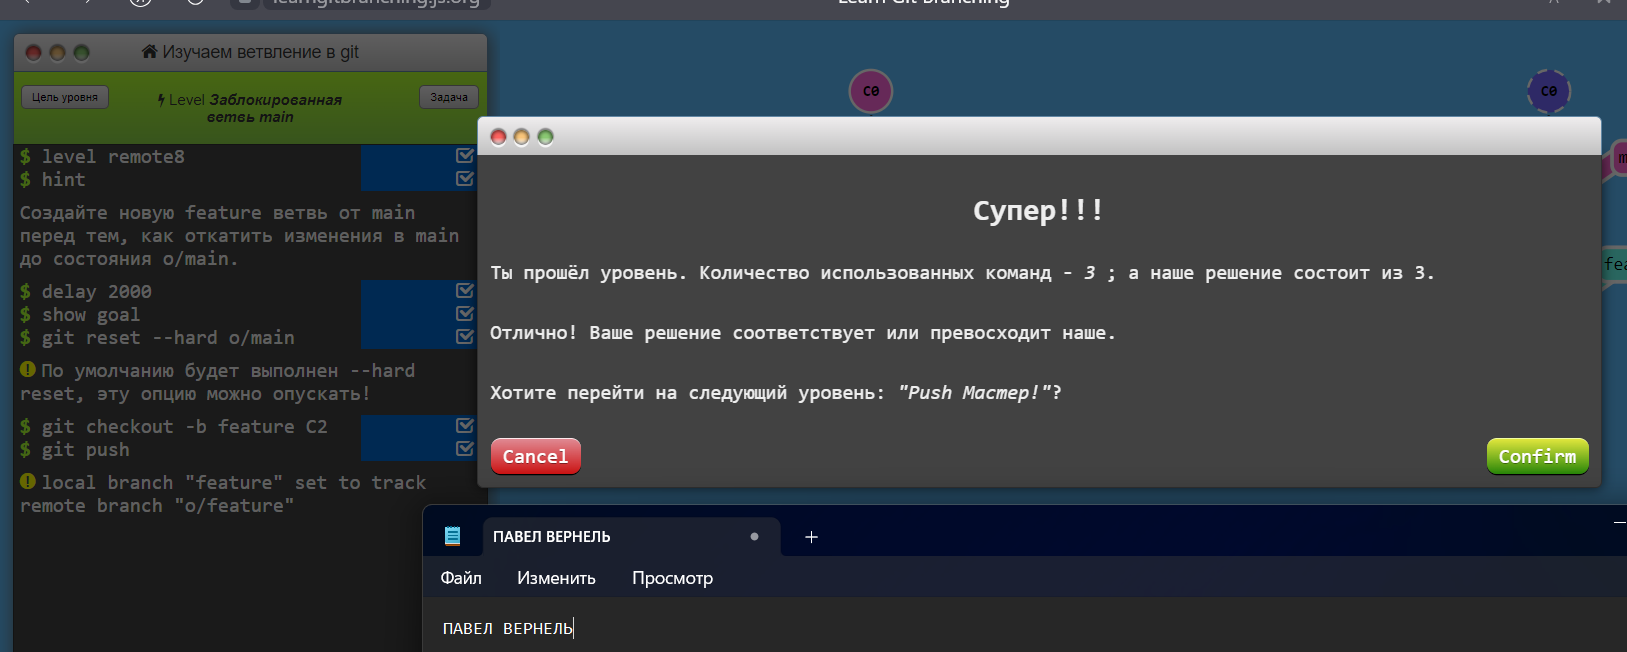 learngitbranching.js.org
Learn Git Branching
Изучаем ветвление в git
Цель уровня
Level Заблокированная
ветвь main
Задача
$ level remote8
$ hint
Создайте новую feature ветвь от main
перед тем, как откатить изменения в main
до состояния o/main.
$ delay 2000
$ show goal
$ git reset --hard o/main
По умолчанию будет выполнен --hard
reset, эту опцию можно опускать!
$ git checkout -b feature C2
$ git push
local branch "feature" set to track
remote branch "o/feature"
C0
C0
Супер!!!
Ты прошёл уровень. Количество использованных команд - 3 ; а наше решение состоит из 3.
Отлично! Ваше решение соответствует или превосходит наше.
Хотите перейти на следующий уровень: "Push Мастер!"?
Cancel
Confirm
ПАВЕЛ ВЕРНЕЛЬ
Файл
Изменить
Просмотр
ПАВЕЛ ВЕРНЕЛЬ